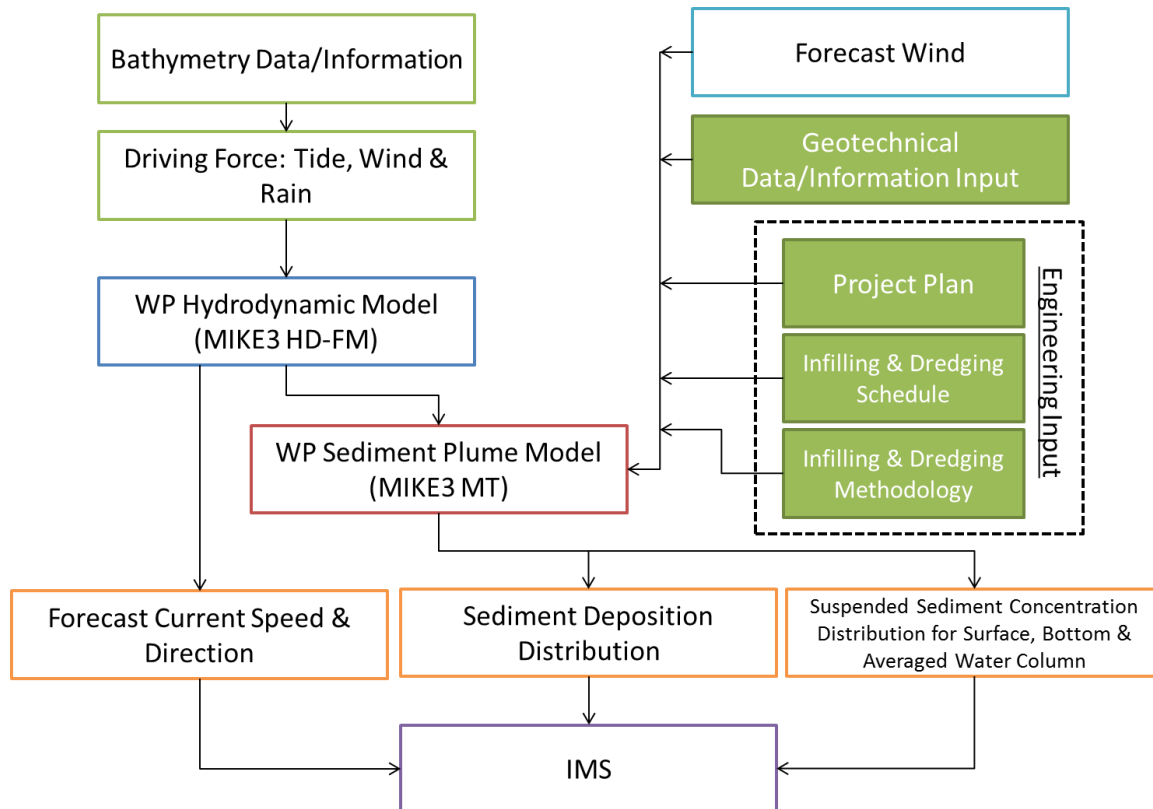 Bathymetry Data/Information
Driving Force: Tide, Wind &
Rain
WP Hydrodynamic Model
(MIKE3 HD-FM)
WP Sediment Plume Model
(MIKE3 MT)
Forecast Wind
Geotechnical
Data/Information Input
Project Plan
Infilling & Dredging
Schedule
Infilling & Dredging
Methodology
Engineering Input
Forecast Current Speed &
Direction
Sediment Deposition
Distribution
Suspended Sediment Concentration
Distribution for Surface, Bottom &
Averaged Water Column
IMS